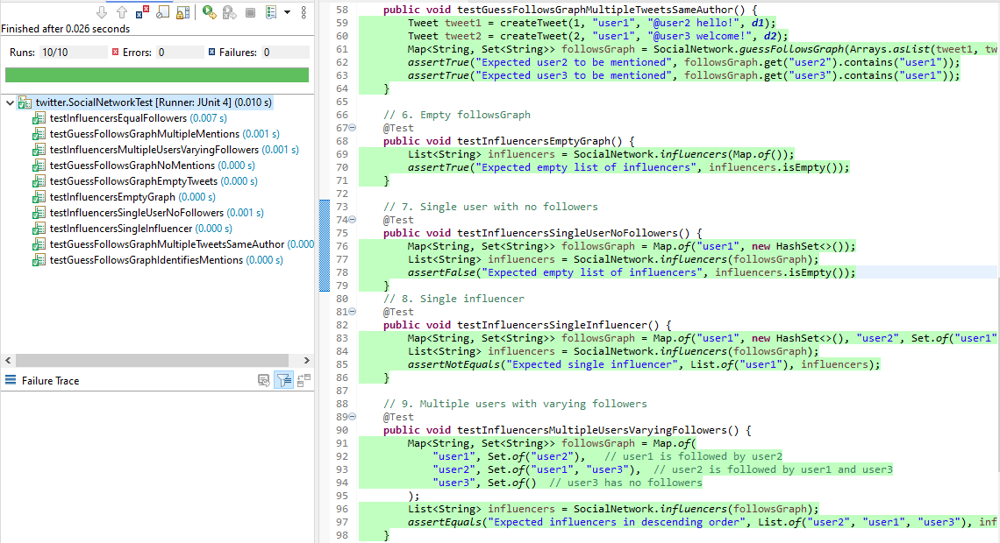 Finished after 0.026 seconds
Runs: 10/10 Errors: 0 Failures: 0
twitter.SocialNetworkTest [Runner: JUnit 4] (0.010 s)
testInfluencersEqualFollowers (0.007 s)
testGuessFollowsGraphMultipleMentions (0.001 s)
testInfluencersMultipleUsersVaryingFollowers (0.001 s)
testGuessFollowsGraphNoMentions (0.000 s)
testGuessFollowsGraphEmptyTweets (0.000 s)
testInfluencersEmptyGraph (0.000 s)
testInfluencersSingleUserNoFollowers (0.001 s)
testInfluencersSingleInfluencer (0.000 s)
testGuessFollowsGraphMultipleTweetsSameAuthor (0.000
testGuessFollowsGraphIdentifiesMentions (0.000 s)
Failure Trace
58 public void testGuessFollowsGraphMultipleTweetsSameAuthor() {
59 Tweet tweet1 = createTweet(1, "user1", "@user2 hello!", d1);
60 Tweet tweet2 = createTweet(2, "user1", "@user3 welcome!", d2);
61 Map<String, Set<String>> followsGraph = SocialNetwork.guessFollowsGraph(Arrays.asList(tweet1, tw
62 assertTrue("Expected user2 to be mentioned", followsGraph.get("user2").contains("user1"));
63 assertTrue("Expected user3 to be mentioned", followsGraph.get("user3").contains("user1"));
64 }
65
66 // 6. Empty followsGraph
67 @Test
68 public void testInfluencersEmptyGraph() {
69 List<String> influencers = SocialNetwork.influencers(Map.of());
70 assertTrue("Expected empty list of influencers", influencers.isEmpty());
71 }
72
73 // 7. Single user with no followers
74 @Test
75 public void testInfluencersSingleUserNoFollowers() {
76 Map<String, Set<String>> followsGraph = Map.of("user1", new HashSet<>());
77 List<String> influencers = SocialNetwork.influencers(followsGraph);
78 assertFalse("Expected empty list of influencers", influencers.isEmpty());
79 }
80 // 8. Single influencer
81 @Test
82 public void testInfluencersSingleInfluencer() {
83 Map<String, Set<String>> followsGraph = Map.of("user1", new HashSet<>(), "user2", Set.of("user1"
84 List<String> influencers = SocialNetwork.influencers(followsGraph);
85 assertNotEquals("Expected single influencer", List.of("user1"), influencers);
86 }
87
88 // 9. Multiple users with varying followers
89 @Test
90 public void testInfluencersMultipleUsersVaryingFollowers() {
91 Map<String, Set<String>> followsGraph = Map.of(
92 "user1", Set.of("user2"), // user1 is followed by user2
93 "user2", Set.of("user1", "user3"), // user2 is followed by user1 and user3
94 "user3", Set.of() // user3 has no followers
95 );
96 List<String> influencers = SocialNetwork.influencers(followsGraph);
97 assertEquals("Expected influencers in descending order", List.of("user2", "user1", "user3"), inf
98 }